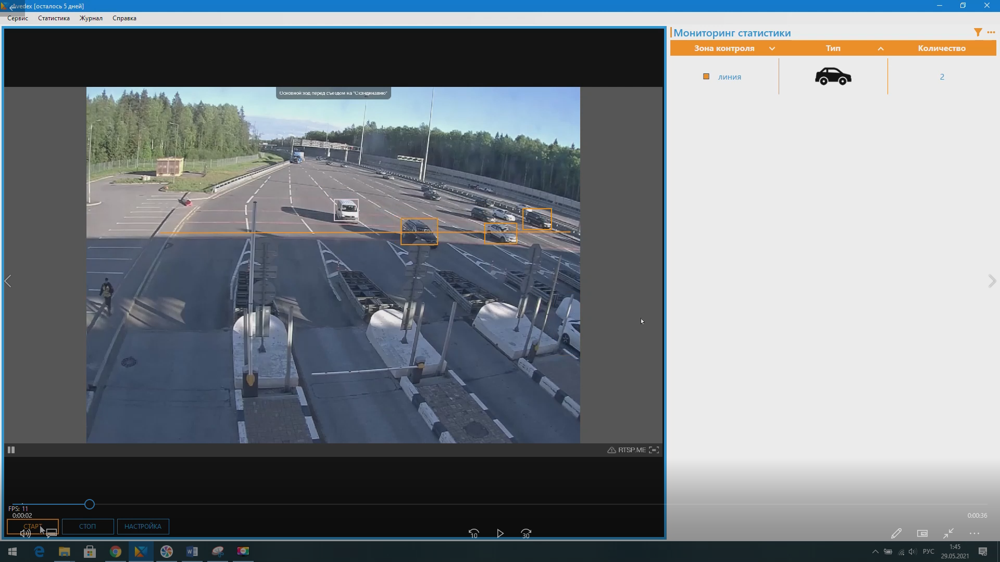 Avedex [осталось 5 дней]
Сервис Статистика Журнал Справка
Мониторинг статистики
Зона контроля Тип Количество
линия 2
Основной ход перед съездом на "Скандинавию"
RTSP.ME
FPS: 11
0:00:02
0:00:36
СТАРТ СТОП НАСТРОЙКА
10 30
РУС
1:45
29.05.2021